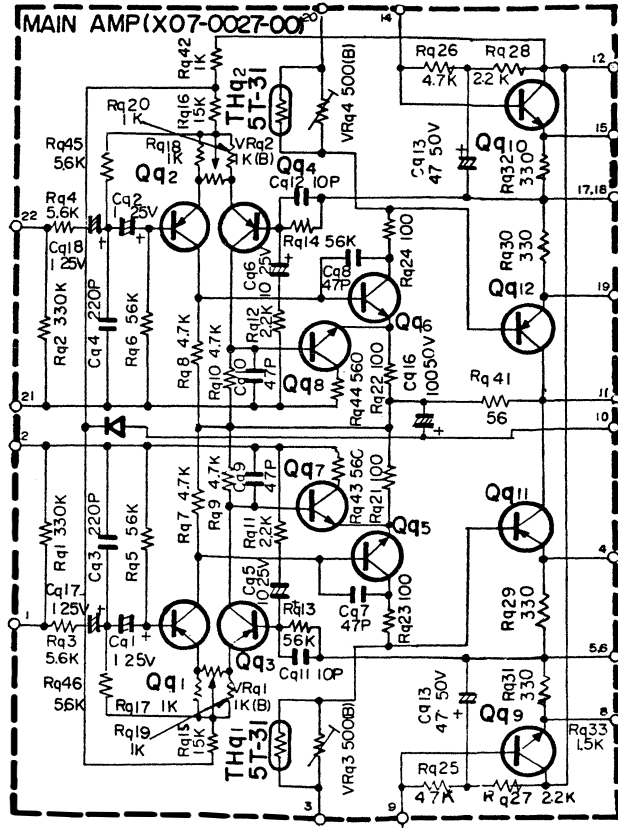 MAIN AMP(X07-0027-00)
20
14
12
Rq42
1K
Rq16
15K
THq2
5T-31
VRq4 500(B)
Rq26
4.7K
Rq28
2.2K
Qq10
15
Rq20
1K
Rq45
5.6K
Rq18
1K
VRq2
1K(B)
Qq2
Qq4
Cq12 10P
Cq13
47 50V
Rq32
330
17,18
Rq4
5.6K
Cq2
1 25V
22
Cq18
1 25V
Rq14 56K
Rq24 100
Rq30
330
Rq2 330K
Cq4 220P
Rq6 56K
Cq6
10 25V
Cq8
47P
Qq6
19
Qq12
Rq8 4.7K
Rq10 4.7K
Rq12
2.2K
Cq10
47P
Qq8
Rq44 560
Rq22 100
Cq16
100 50V
Rq41
56
11
21
10
2
Rq1 330K
Cq3 220P
Rq5 56K
Rq7 4.7K
Rq9 4.7K
Cq9
47P
Qq7
Rq43 560
Rq21 100
Qq11
Rq11
2.2K
Qq5
4
Cq17
1 25V
Cq5
10 25V
Cq7
47P
Rq23 100
Rq29
330
1
Rq3
5.6K
Cq1
1 25V
Rq13
56K
Qq3
Cq11 10P
5,6
Rq46
5.6K
Qq1
Rq17 1K
VRq1
1K(B)
Rq19
1K
Rq15
15K
THq1
5T-31
VRq3 500(B)
Cq13
47 50V
Rq31
330
Qq9
8
Rq33
1.5K
Rq25
4.7K
Rq27 2.2K
3
9